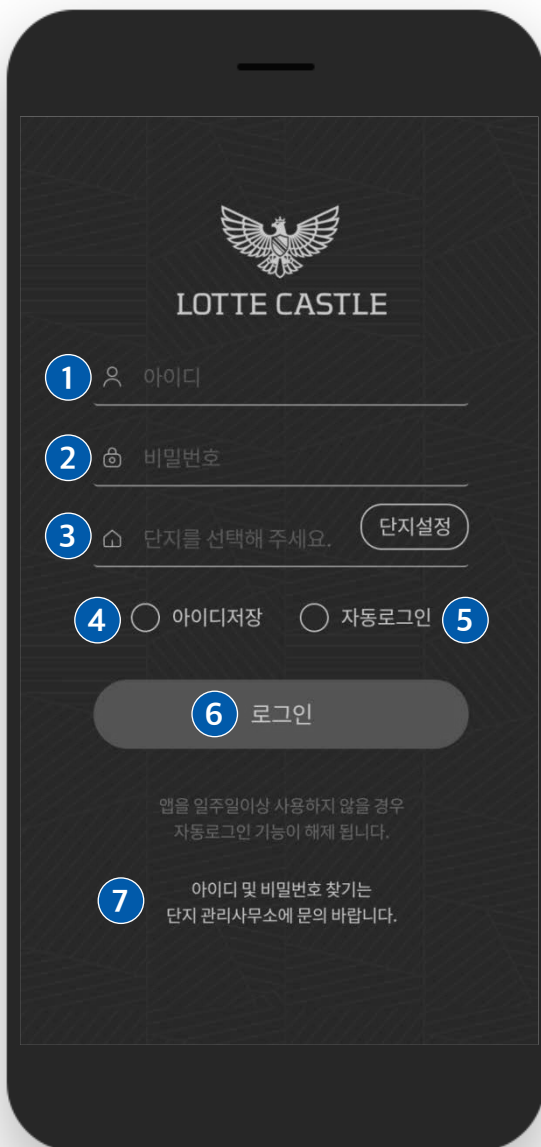 LOTTE CASTLE
1 아이디
2 비밀번호
3 단지를 선택해 주세요. 단지설정
4 아이디저장 자동로그인 5
6 로그인
앱을 일주일이상 사용하지 않을 경우
자동로그인 기능이 해제 됩니다.
7 아이디 및 비밀번호 찾기는
단지 관리사무소에 문의 바랍니다.